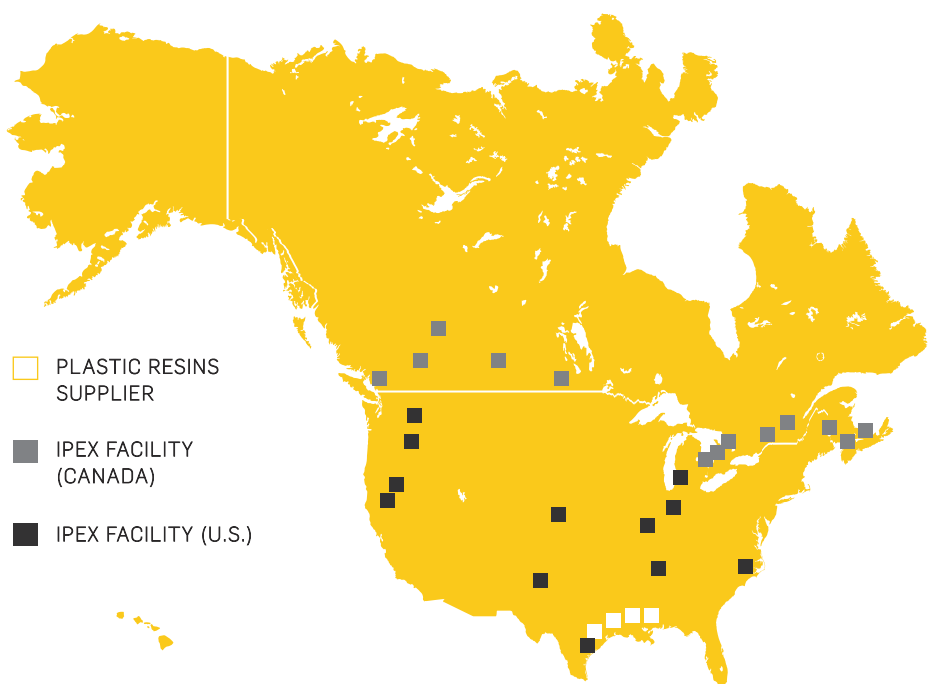 PLASTIC RESINS
SUPPLIER
IPEX FACILITY
(CANADA)
IPEX FACILITY (U.S.)